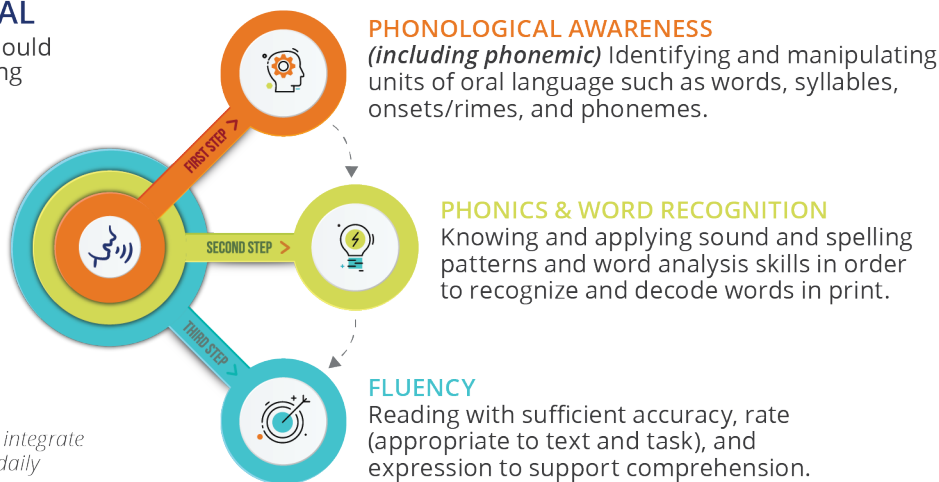 AL
ould
ng
PHONOLOGICAL AWARENESS
(including phonemic) Identifying and manipulating
units of oral language such as words, syllables,
onsets/rimes, and phonemes.
FIRST STEP >
SECOND STEP >
PHONICS & WORD RECOGNITION
Knowing and applying sound and spelling
patterns and word analysis skills in order
to recognize and decode words in print.
THIRD STEP >
FLUENCY
Reading with sufficient accuracy, rate
(appropriate to text and task), and
expression to support comprehension.
integrate
daily